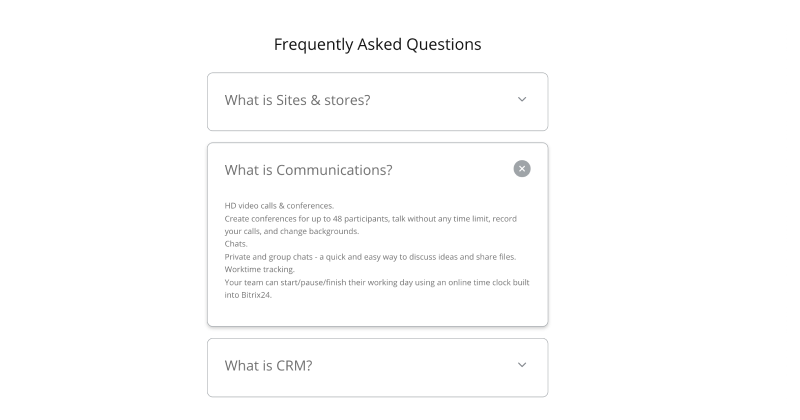 Frequently Asked Questions
What is Sites & stores?
What is Communications?
HD video calls & conferences.
Create conferences for up to 48 participants, talk without any time limit, record
your calls, and change backgrounds.
Chats.
Private and group chats - a quick and easy way to discuss ideas and share files.
Worktime tracking.
Your team can start/pause/finish their working day using an online time clock built
into Bitrix24.
What is CRM?